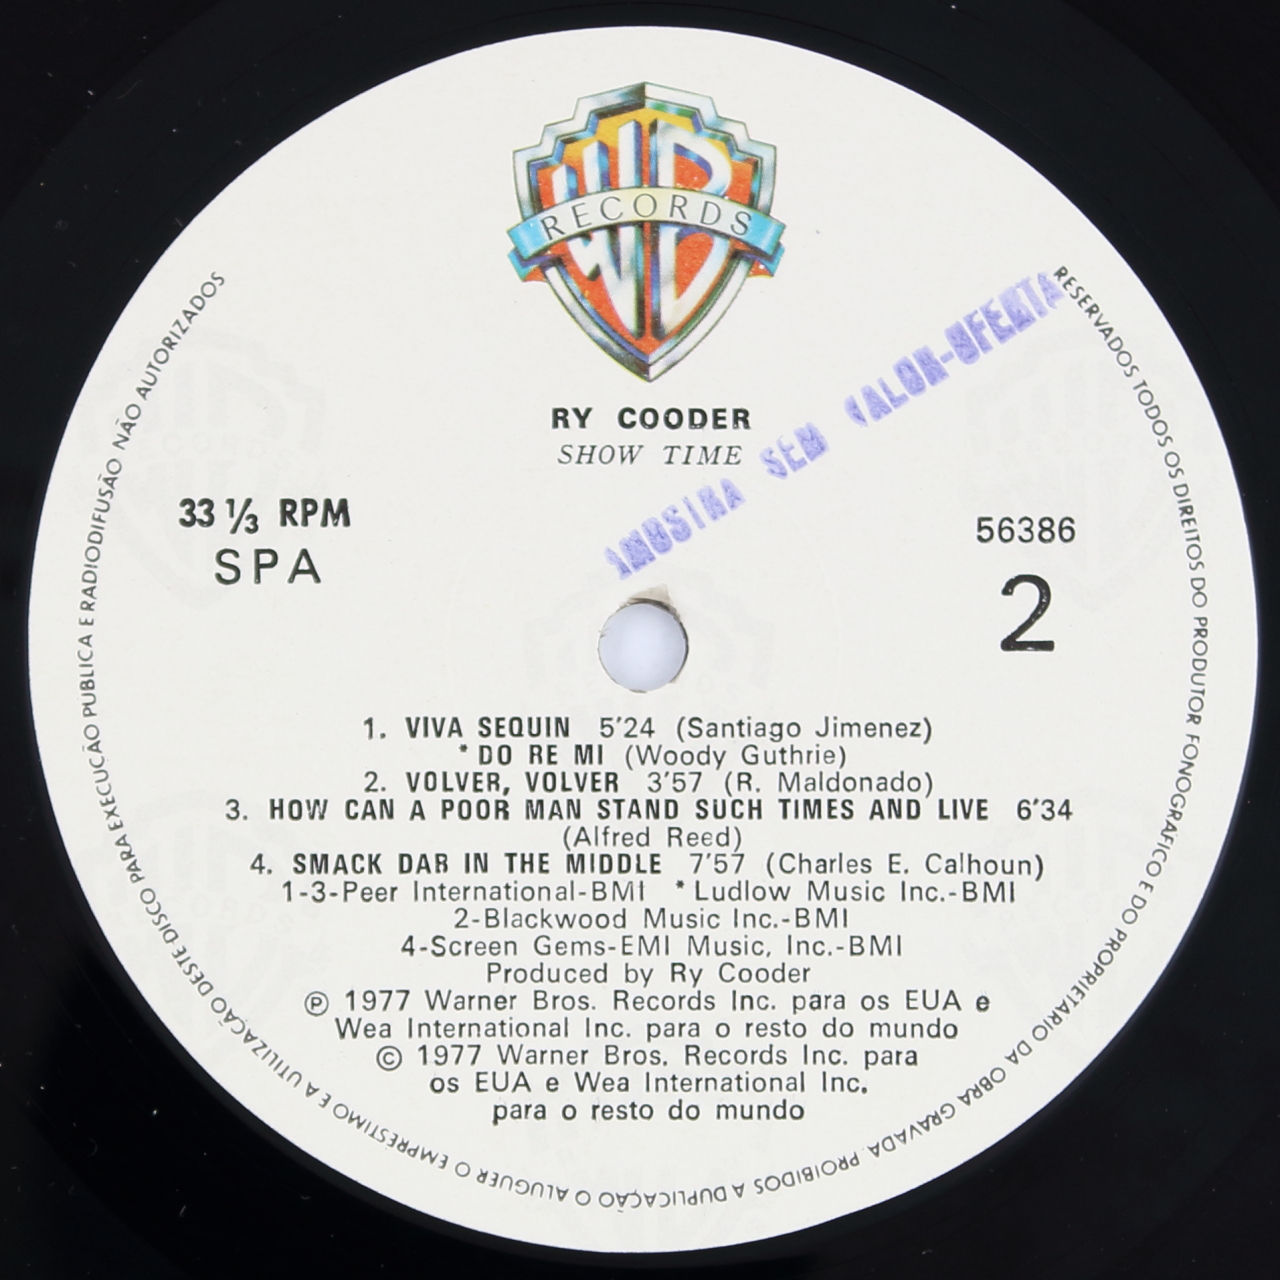 WB
RECORDS
RY COODER
SHOW TIME
AMOSTRA SEM VALOR-OFERTA
33 1/3 RPM
SPA
56386
2
1. VIVA SEQUIN 5'24 (Santiago Jimenez)
* DO RE MI (Woody Guthrie)
2. VOLVER, VOLVER 3'57 (R. Maldonado)
3. HOW CAN A POOR MAN STAND SUCH TIMES AND LIVE 6'34
(Alfred Reed)
4. SMACK DAB IN THE MIDDLE 7'57 (Charles E. Calhoun)
1-3-Peer International-BMI * Ludlow Music Inc.-BMI
2-Blackwood Music Inc.-BMI
4-Screen Gems-EMI Music, Inc.-BMI
Produced by Ry Cooder
℗ 1977 Warner Bros. Records Inc. para os EUA e
Wea International Inc. para o resto do mundo
© 1977 Warner Bros. Records Inc. para
os EUA e Wea International Inc.
para o resto do mundo
RESERVADOS TODOS OS DIREITOS DO PRODUTOR FONOGRÁFICO E DO PROPRIETÁRIO DA OBRA GRAVADA. PROIBIDOS A DUPLICAÇÃO O ALUGUER O EMPRÉSTIMO E A UTILIZAÇÃO DESTE DISCO PARA EXECUÇÃO PUBLICA E RADIODIFUSÃO NÃO AUTORIZADOS